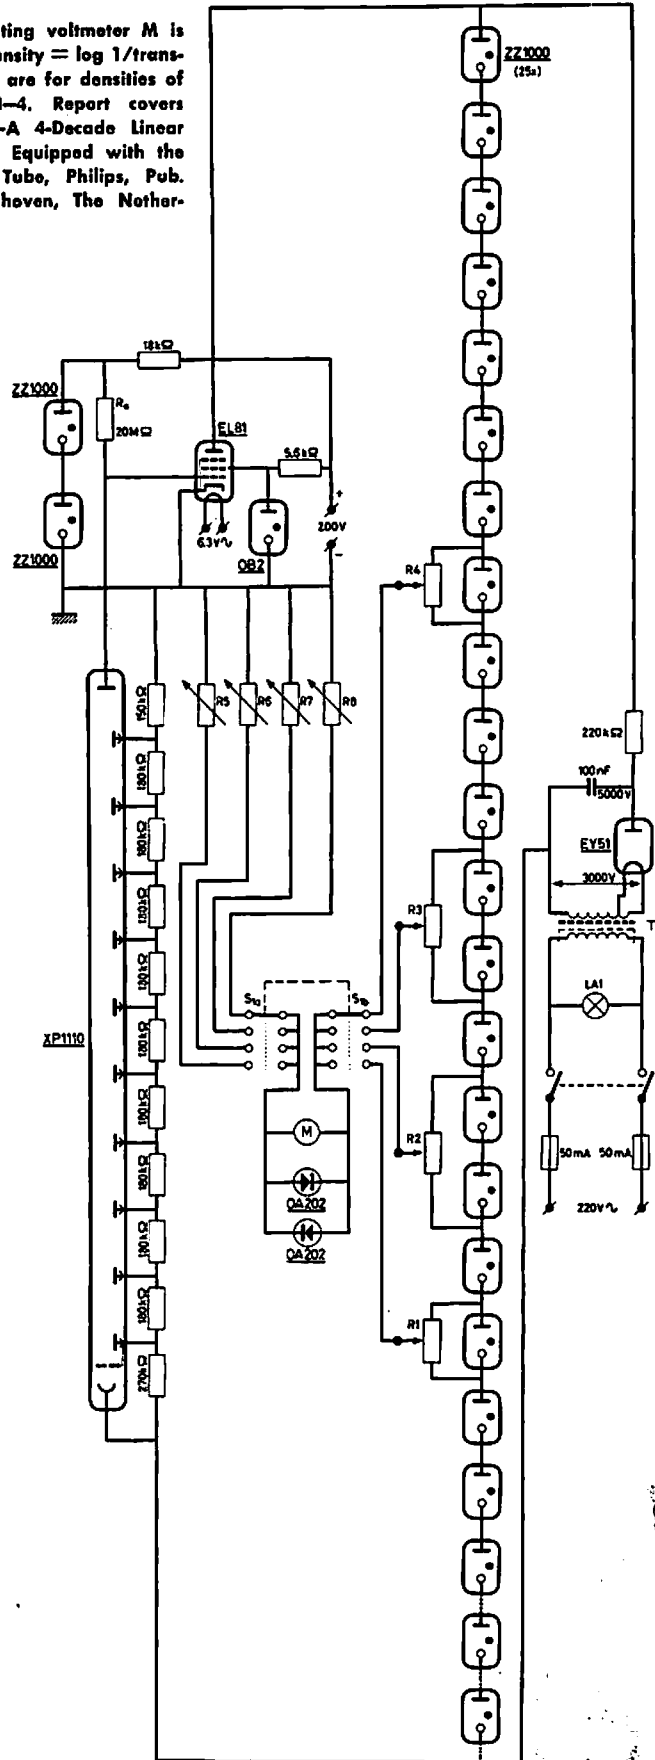 ting voltmeter M is
nsity = log 1/trans-
are for densities of
–4. Report covers
-A 4-Decade Linear
Equipped with the
Tube, Philips, Pub.
hoven, The Nether-
ZZ1000
(25x)
18kΩ
ZZ1000
Ra
20MΩ
EL81
5.6kΩ
+
200V
–
6.3V∿
OB2
ZZ1000
R4
150kΩ
R5
R6
R7
R8
180kΩ
180kΩ
180kΩ
180kΩ
180kΩ
180kΩ
180kΩ
180kΩ
180kΩ
270kΩ
XP1110
220kΩ
100nF
5000V
EY51
3000V
T
LA1
50mA
50mA
220V∿
R3
S1a
S1b
M
OA202
OA202
R2
R1